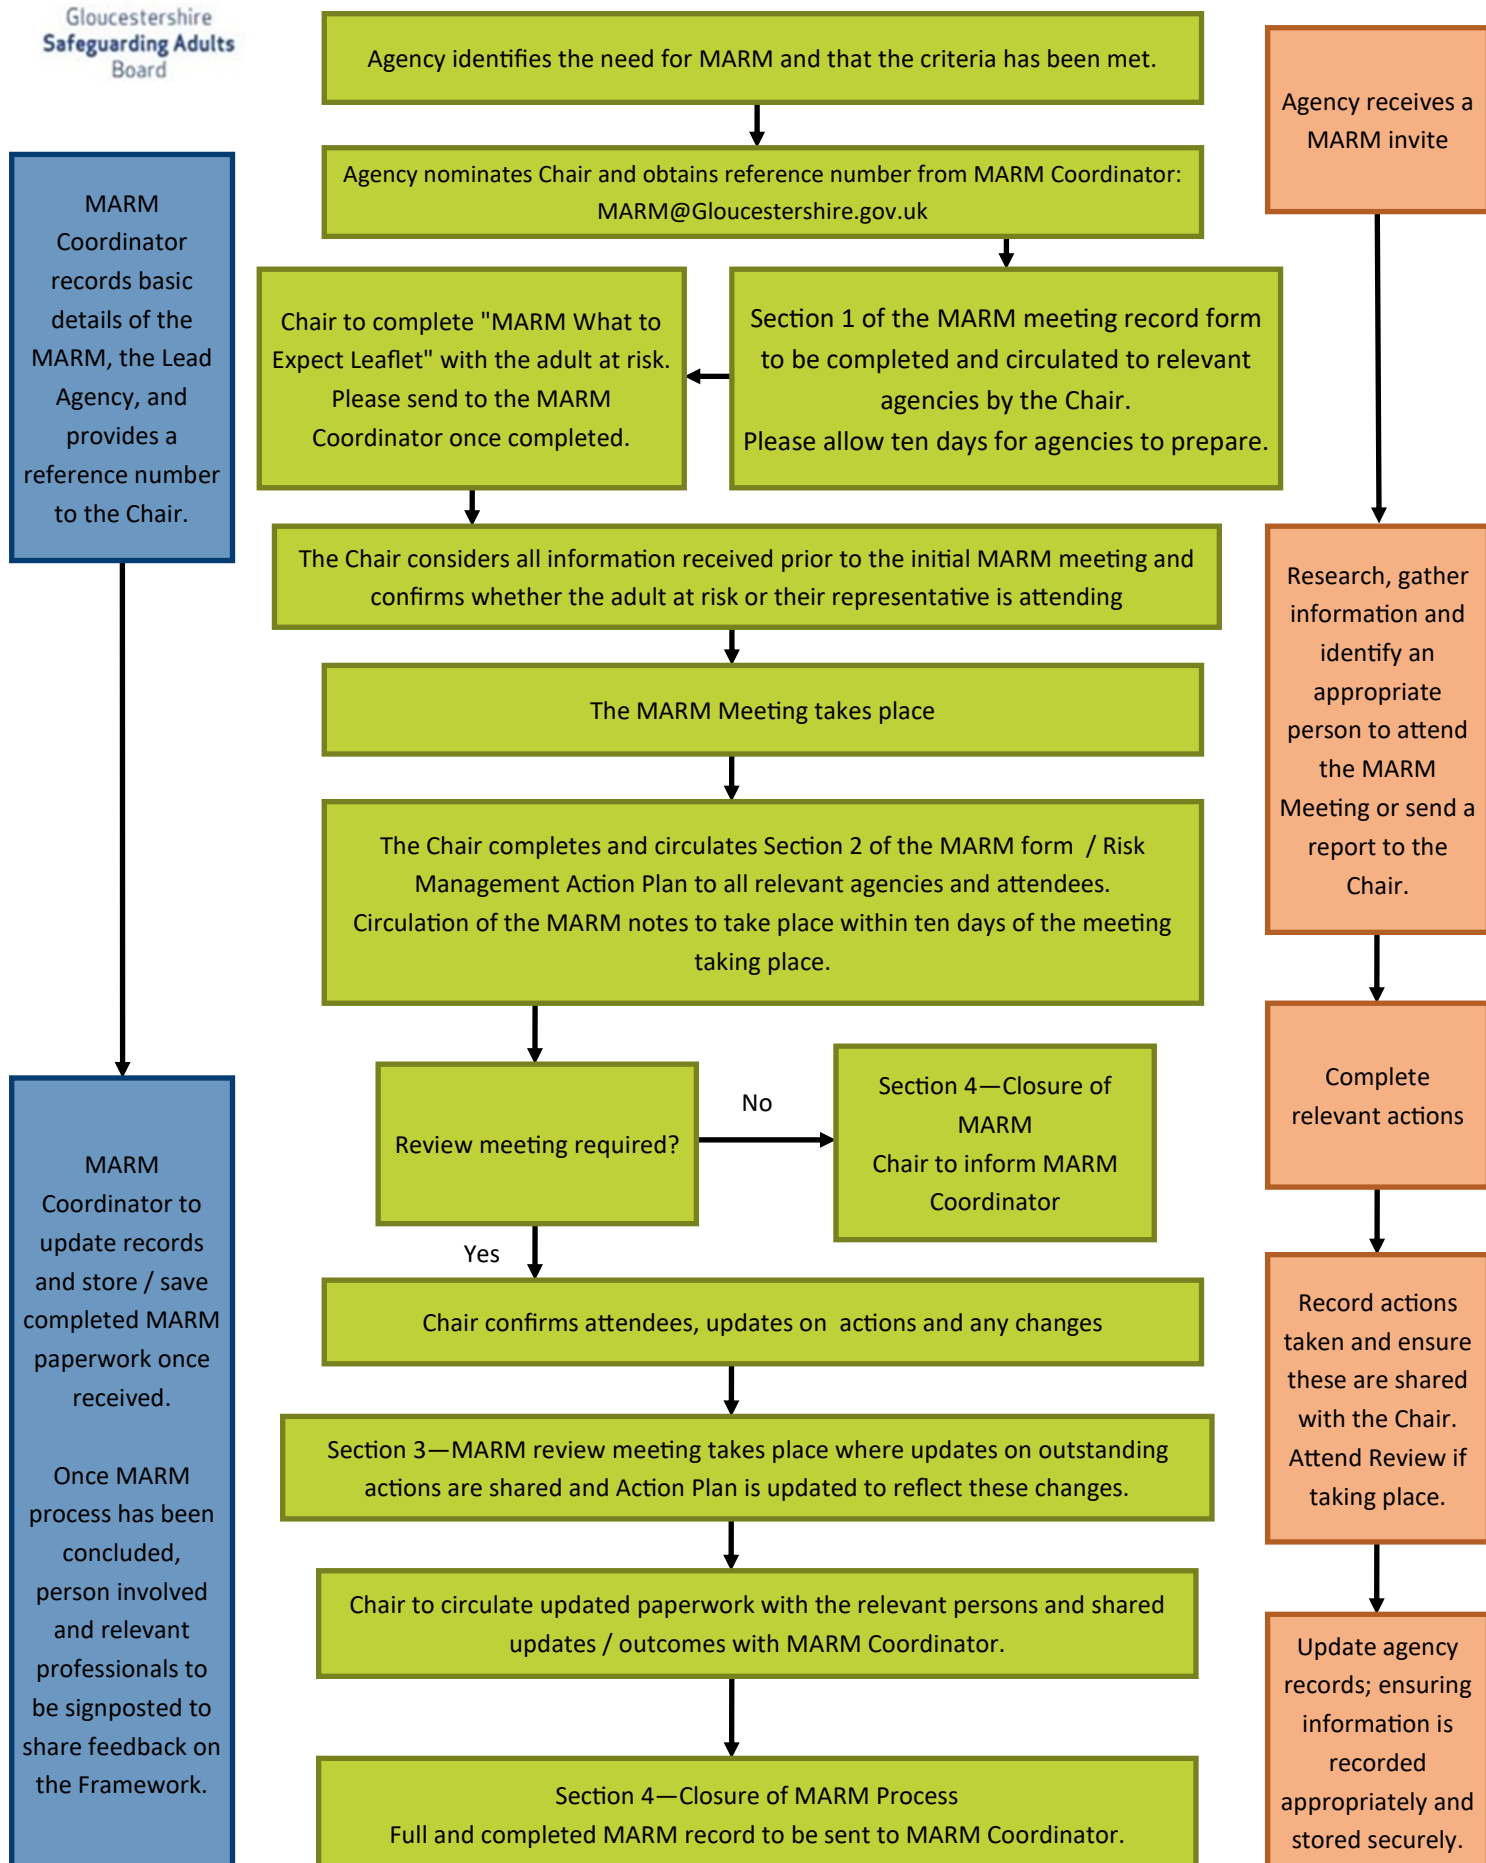 Gloucestershire
Safeguarding Adults
Board
Agency identifies the need for MARM and that the criteria has been met.
Agency nominates Chair and obtains reference number from MARM Coordinator:
MARM@Gloucestershire.gov.uk
Section 1 of the MARM meeting record form
to be completed and circulated to relevant
agencies by the Chair.
Please allow ten days for agencies to prepare.
Chair to complete "MARM What to
Expect Leaflet" with the adult at risk.
Please send to the MARM
Coordinator once completed.
The Chair considers all information received prior to the initial MARM meeting and
confirms whether the adult at risk or their representative is attending
The MARM Meeting takes place
The Chair completes and circulates Section 2 of the MARM form / Risk
Management Action Plan to all relevant agencies and attendees.
Circulation of the MARM notes to take place within ten days of the meeting
taking place.
Review meeting required?
No
Section 4—Closure of
MARM
Chair to inform MARM
Coordinator
Yes
Chair confirms attendees, updates on actions and any changes
Section 3—MARM review meeting takes place where updates on outstanding
actions are shared and Action Plan is updated to reflect these changes.
Chair to circulate updated paperwork with the relevant persons and shared
updates / outcomes with MARM Coordinator.
Section 4—Closure of MARM Process
Full and completed MARM record to be sent to MARM Coordinator.
MARM
Coordinator
records basic
details of the
MARM, the Lead
Agency, and
provides a
reference number
to the Chair.
MARM
Coordinator to
update records
and store / save
completed MARM
paperwork once
received.
Once MARM
process has been
concluded,
person involved
and relevant
professionals to
be signposted to
share feedback on
the Framework.
Agency receives a
MARM invite
Research, gather
information and
identify an
appropriate
person to attend
the MARM
Meeting or send a
report to the
Chair.
Complete
relevant actions
Record actions
taken and ensure
these are shared
with the Chair.
Attend Review if
taking place.
Update agency
records; ensuring
information is
recorded
appropriately and
stored securely.